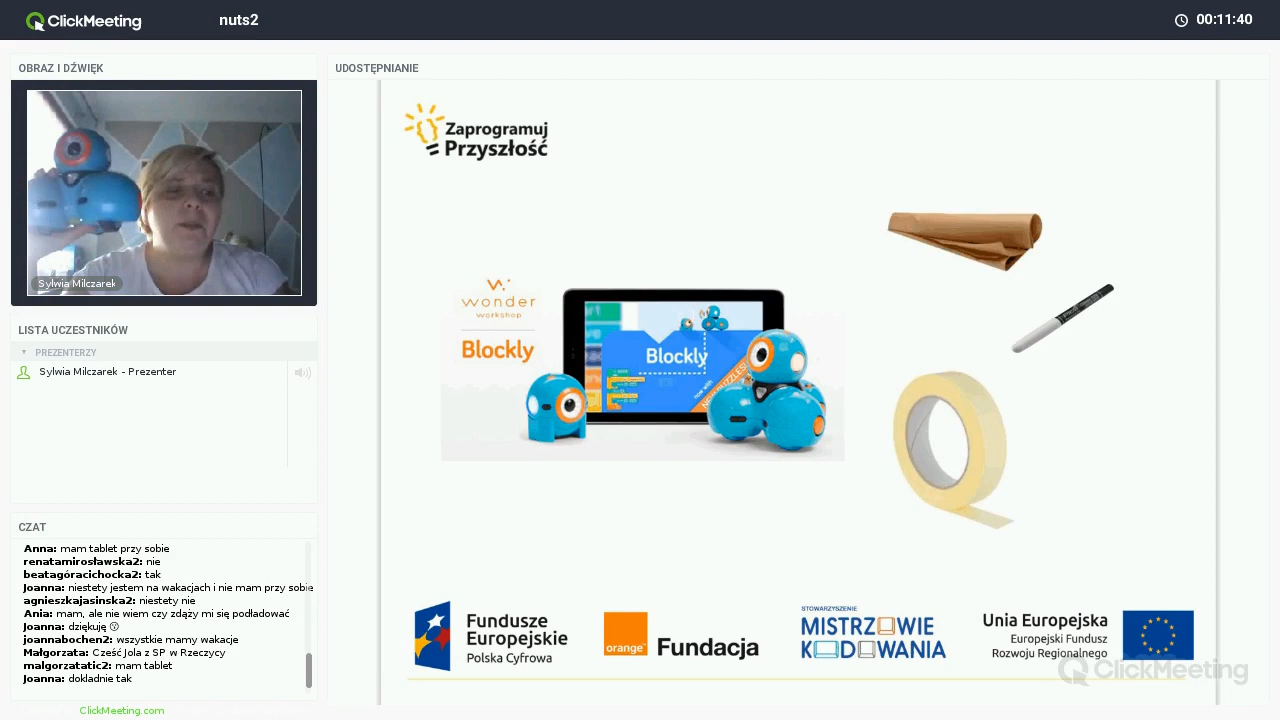 ClickMeeting
nuts2
00:11:40
OBRAZ I DŹWIĘK
Sylwia Milczarek
LISTA UCZESTNIKÓW
PREZENTERZY
Sylwia Milczarek - Prezenter
CZAT
Anna: mam tablet przy sobie
renatamirosławska2: nie
beatagóracichocka2: tak
Joanna: niestety jestem na wakacjach i nie mam przy sobie
agnieszkajasinska2: niestety nie
Ania: mam, ale nie wiem czy zdąży mi się podładować
Joanna: dziękuję
joannabochen2: wszystkie mamy wakacje
Małgorzata: Cześć Jola z SP w Rzeczycy
malgorzatatic2: mam tablet
Joanna: dokladnie tak
ClickMeeting.com
UDOSTĘPNIANIE
Zaprogramuj
Przyszłość
wonder
workshop
Blockly
Blockly
now with
NEW PUZZLES!
Fundusze
Europejskie
Polska Cyfrowa
orange
Fundacja
STOWARZYSZENIE
MISTRZOWIE
KODOWANIA
Unia Europejska
Europejski Fundusz
Rozwoju Regionalnego
ClickMeeting